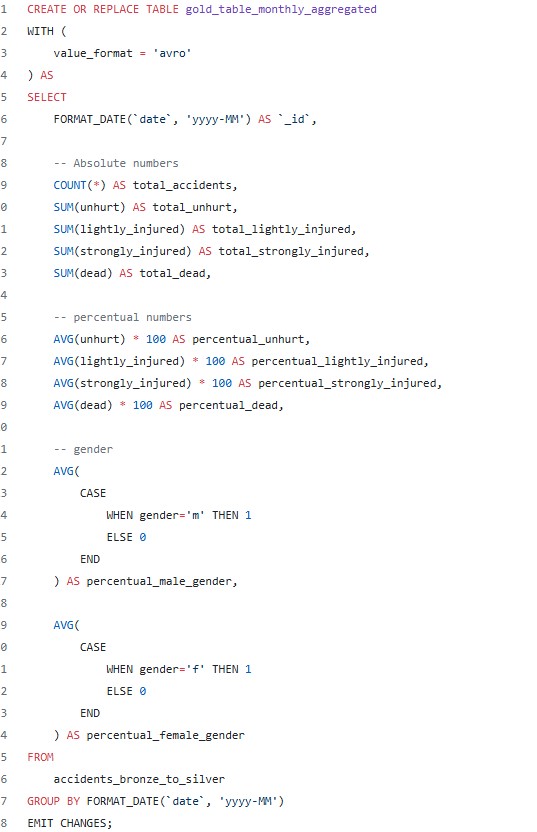 1 CREATE OR REPLACE TABLE gold_table_monthly_aggregated
2 WITH (
3 value_format = 'avro'
4 ) AS
5 SELECT
6 FORMAT_DATE(`date`, 'yyyy-MM') AS `_id`,
7
8 -- Absolute numbers
9 COUNT(*) AS total_accidents,
0 SUM(unhurt) AS total_unhurt,
1 SUM(lightly_injured) AS total_lightly_injured,
2 SUM(strongly_injured) AS total_strongly_injured,
3 SUM(dead) AS total_dead,
4
5 -- percentual numbers
6 AVG(unhurt) * 100 AS percentual_unhurt,
7 AVG(lightly_injured) * 100 AS percentual_lightly_injured,
8 AVG(strongly_injured) * 100 AS percentual_strongly_injured,
9 AVG(dead) * 100 AS percentual_dead,
0
1 -- gender
2 AVG(
3 CASE
4 WHEN gender='m' THEN 1
5 ELSE 0
6 END
7 ) AS percentual_male_gender,
8
9 AVG(
0 CASE
1 WHEN gender='f' THEN 1
2 ELSE 0
3 END
4 ) AS percentual_female_gender
5 FROM
6 accidents_bronze_to_silver
7 GROUP BY FORMAT_DATE(`date`, 'yyyy-MM')
8 EMIT CHANGES;